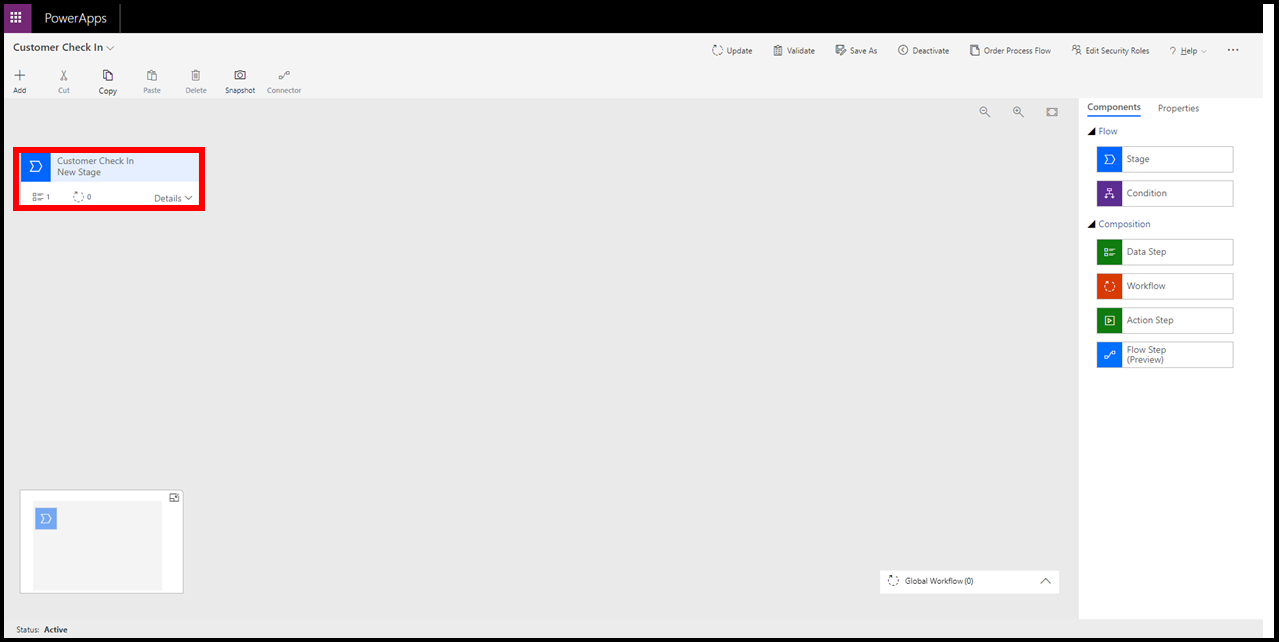 PowerApps
Customer Check In
Update
Validate
Save As
Deactivate
Order Process Flow
Edit Security Roles
? Help
...
Add
Cut
Copy
Paste
Delete
Snapshot
Connector
Customer Check In
New Stage
1
0
Details
Components
Properties
Flow
Stage
Condition
Composition
Data Step
Workflow
Action Step
Flow Step
(Preview)
Global Workflow (0)
Status: Active